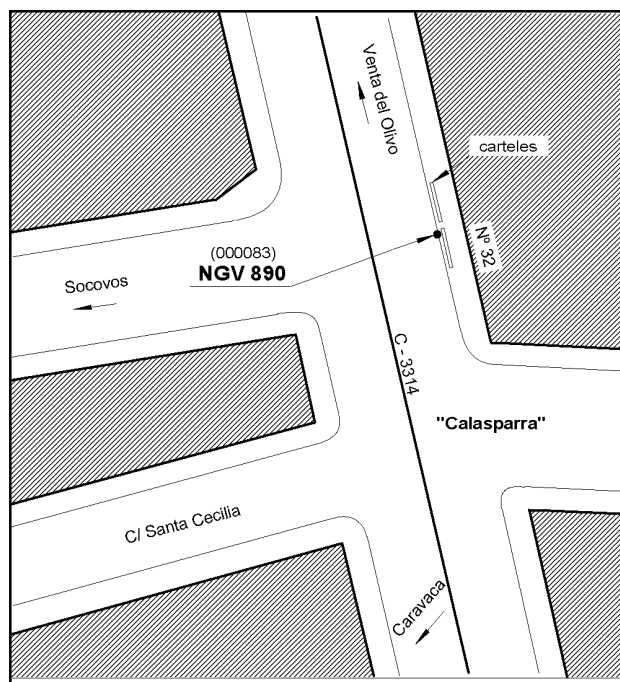 Venta del Olivo
carteles
Nº 32
(000083)
NGV 890
Socovos
C - 3314
"Calasparra"
C/ Santa Cecilia
Caravaca